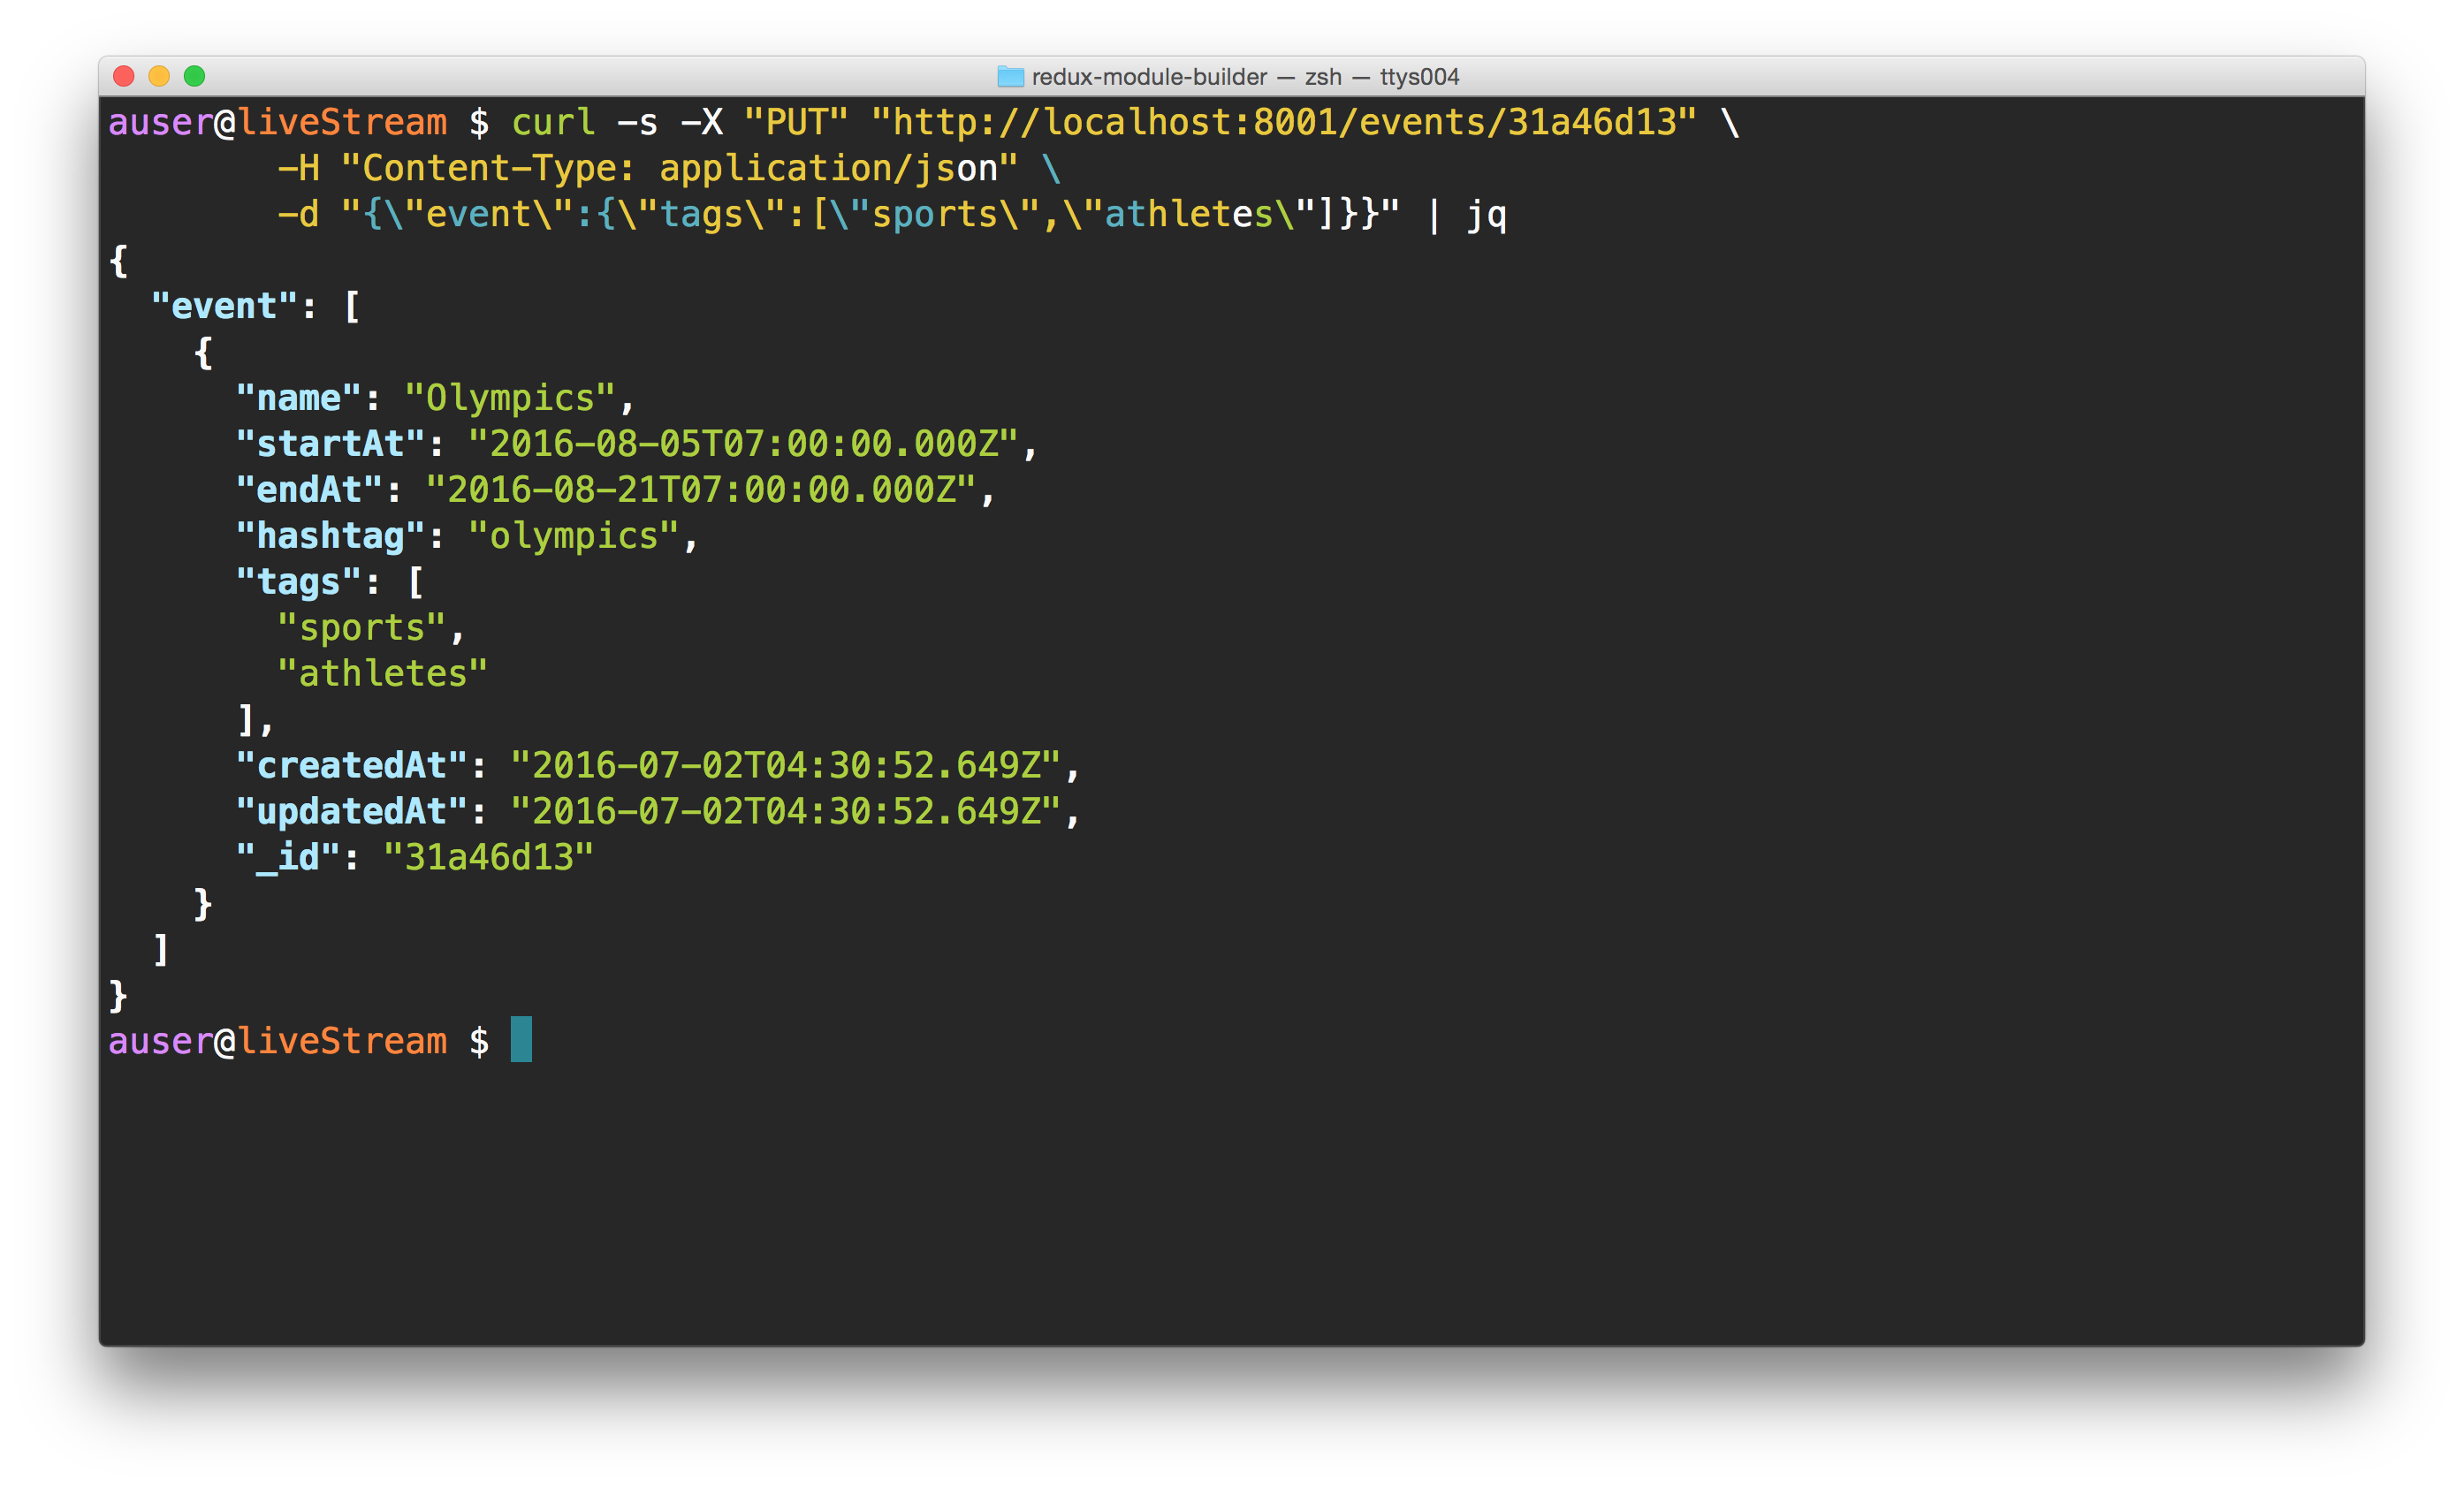 redux-module-builder — zsh — ttys004
auser@liveStream $ curl -s -X "PUT" "http://localhost:8001/events/31a46d13" \
        -H "Content-Type: application/json" \
        -d "{\"event\":{\"tags\":[\"sports\",\"athletes\"]}}" | jq
{
  "event": [
    {
      "name": "Olympics",
      "startAt": "2016-08-05T07:00:00.000Z",
      "endAt": "2016-08-21T07:00:00.000Z",
      "hashtag": "olympics",
      "tags": [
        "sports",
        "athletes"
      ],
      "createdAt": "2016-07-02T04:30:52.649Z",
      "updatedAt": "2016-07-02T04:30:52.649Z",
      "_id": "31a46d13"
    }
  ]
}
auser@liveStream $